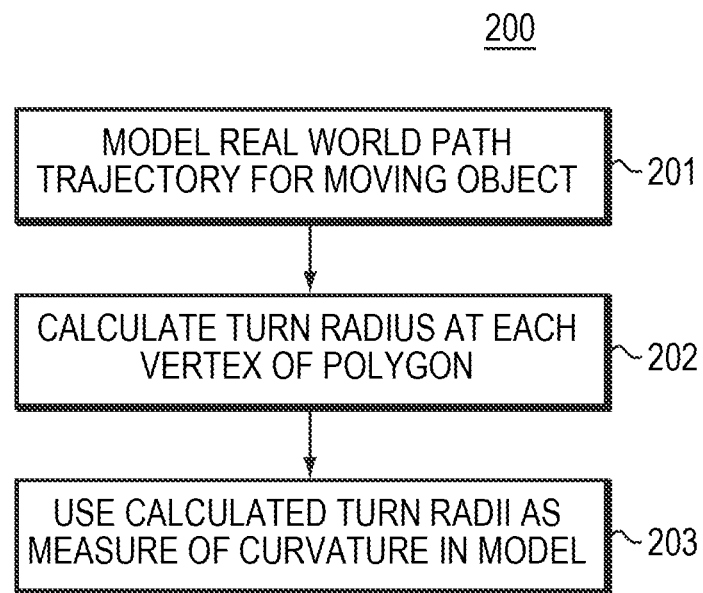 200
MODEL REAL WORLD PATH
TRAJECTORY FOR MOVING OBJECT
201
CALCULATE TURN RADIUS AT EACH
VERTEX OF POLYGON
202
USE CALCULATED TURN RADII AS
MEASURE OF CURVATURE IN MODEL
203